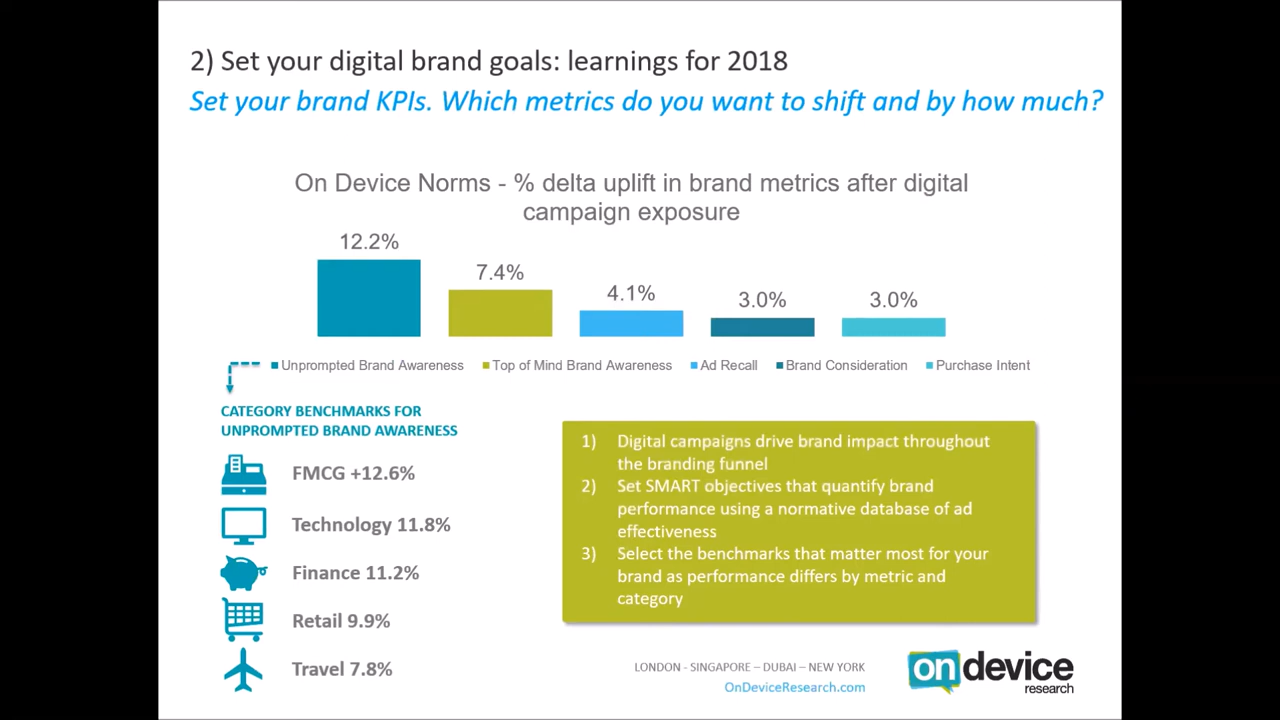 2) Set your digital brand goals: learnings for 2018
Set your brand KPIs. Which metrics do you want to shift and by how much?
On Device Norms - % delta uplift in brand metrics after digital
campaign exposure
12.2%
7.4%
4.1%
3.0%
3.0%
Unprompted Brand Awareness
Top of Mind Brand Awareness
Ad Recall
Brand Consideration
Purchase Intent
CATEGORY BENCHMARKS FOR
UNPROMPTED BRAND AWARENESS
FMCG +12.6%
Technology 11.8%
Finance 11.2%
Retail 9.9%
Travel 7.8%
1) Digital campaigns drive brand impact throughout
the branding funnel
2) Set SMART objectives that quantify brand
performance using a normative database of ad
effectiveness
3) Select the benchmarks that matter most for your
brand as performance differs by metric and
category
LONDON - SINGAPORE – DUBAI – NEW YORK
OnDeviceResearch.com
on device
research